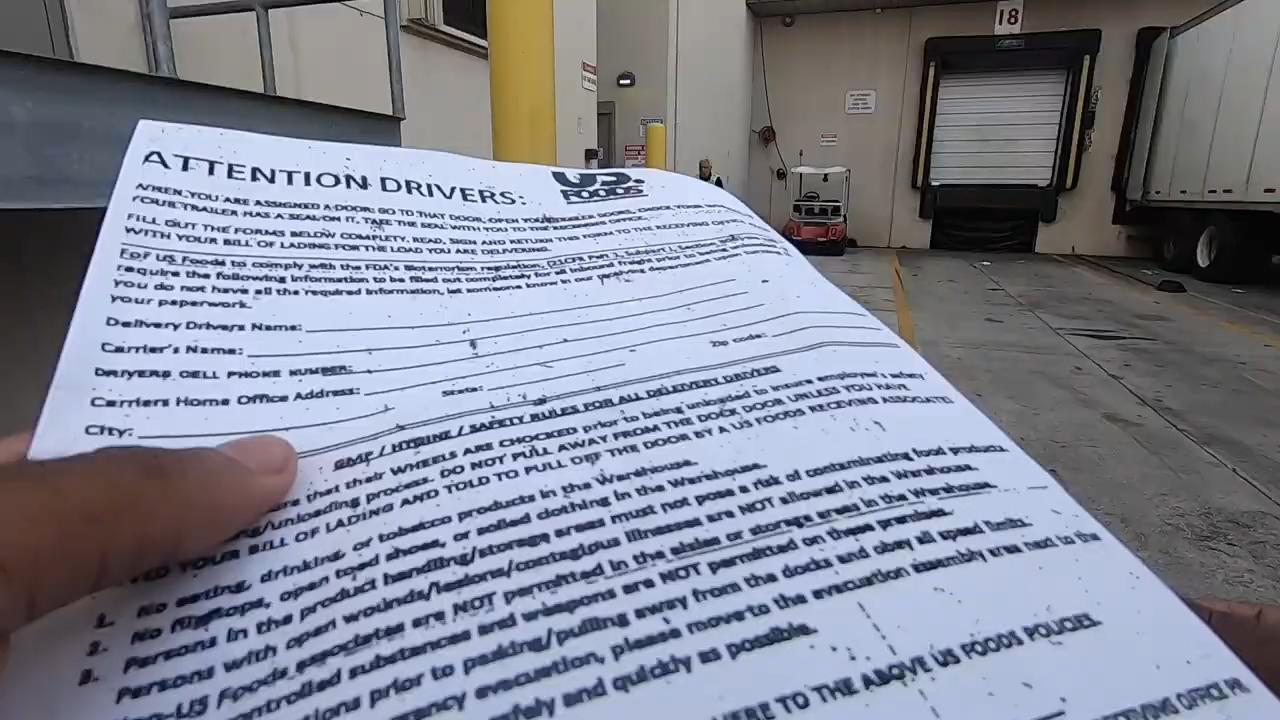 18
ATTENTION DRIVERS:
US.
FOODS
WHEN YOU ARE ASSIGNED A DOOR: GO TO THAT DOOR, OPEN YOUR TRAILER DOORS, CHECK YOUR
YOUR TRAILER HAS A SEAL ON IT, TAKE THE SEAL WITH YOU TO THE RECEIVING OFFICE.
FILL OUT THE FORMS BELOW COMPLETY, READ, SIGN AND RETURN THIS FORM TO THE RECEIVING OFFICE
WITH YOUR BILL OF LADING FOR THE LOAD YOU ARE DELIVERING.
For US Foods to comply with the FDA's Bioterrorism regulation, (21CFR Part 1, Subpart J, Section
require the following information to be filled out completely for all inbound prior to
you do not have all the required information, let someone know in our receiving department upon
your paperwork.
Delivery Drivers Name:
Carrier's Name:
DRIVERS CELL PHONE NUMBER:
Carriers Home Office Address:
City: State: Zip code:
GMP / HYGINE / SAFETY RULES FOR ALL DELEIVERY DRIVERS
that their WHEELS ARE CHOCKED prior to being unloaded to insure employee's safety
/unloading process. DO NOT PULL AWAY FROM THE DOCK DOOR UNLESS YOU HAVE
YOUR BILL OF LADING AND TOLD TO PULL OFF THE DOOR BY A US FOODS RECEVING ASSOCIATE!
1. No eating, drinking or tobacco products in the Warehouse.
2. No flipflops, open toed shoes, or soiled clothing in the Warehouse.
3. Persons in the product handling/storage areas must not pose a risk of contaminating food product.
Persons with open wounds/lesions/contagious illnesses are NOT allowed in the Warehouse.
-US Foods associates are NOT permitted in the aisles or storage areas in the Warehouse.
controlled substances and weapons are NOT permitted on these premises.
prior to parking/pulling away from the docks and obey all speed limits.
evacuation, please move to the evacuation assembly area next to the
and quickly as possible.
TO THE ABOVE US FOODS POLICIES.
OFFICE